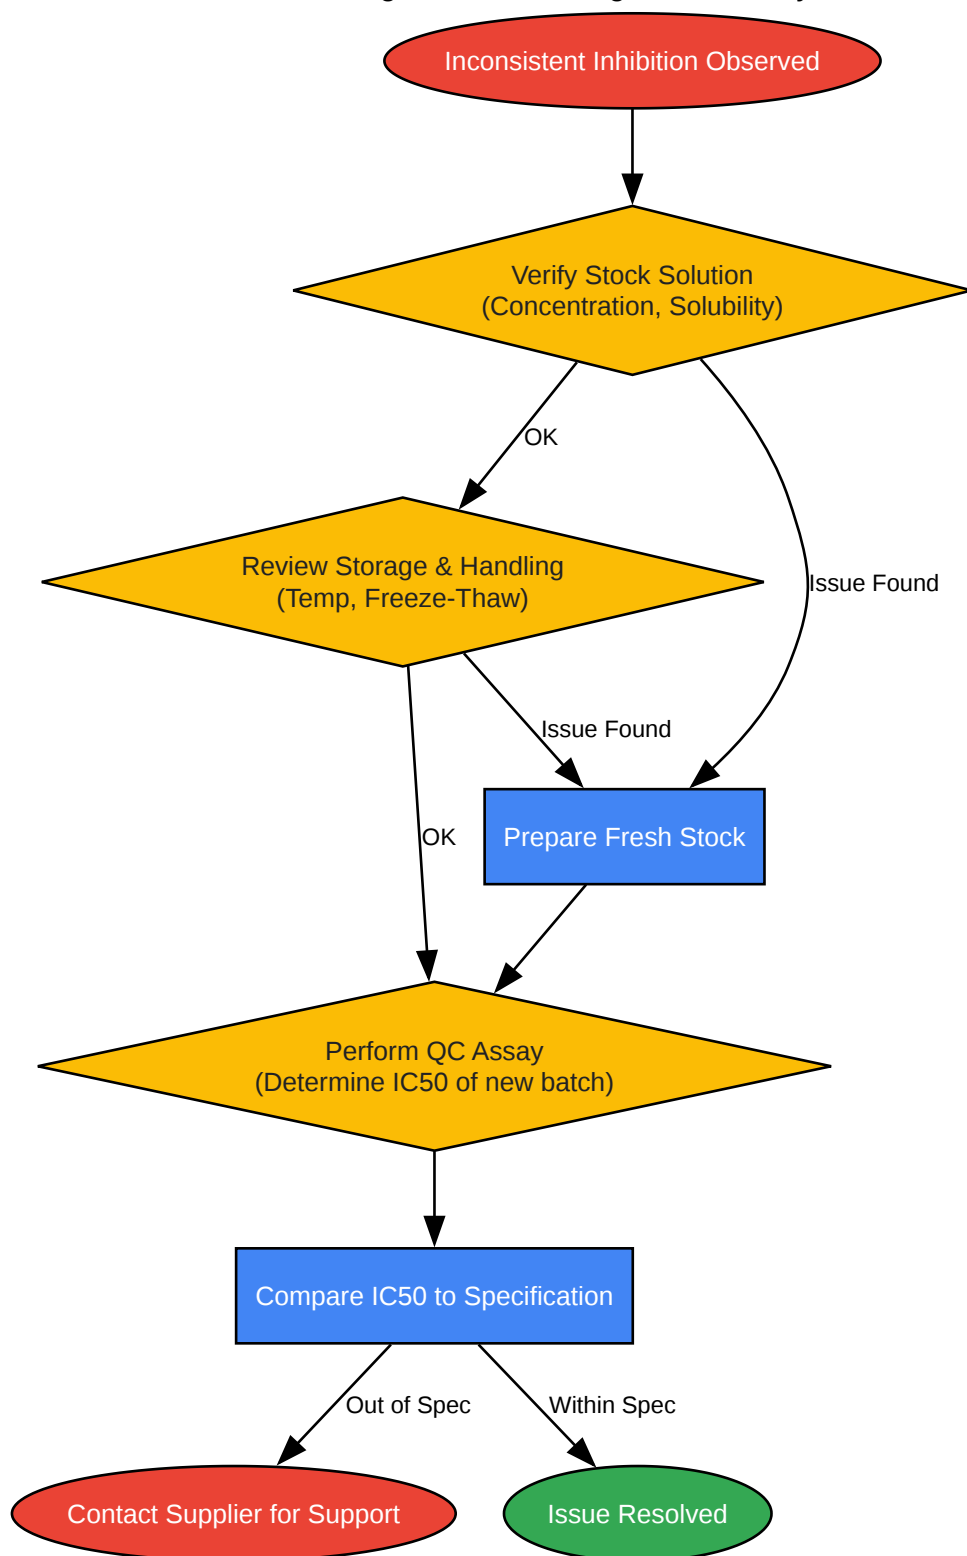 Inconsistent Inhibition Observed
Verify Stock Solution
(Concentration, Solubility)
OK
Review Storage & Handling
(Temp, Freeze-Thaw)
Issue Found
Issue Found
OK
Prepare Fresh Stock
Perform QC Assay
(Determine IC50 of new batch)
Compare IC50 to Specification
Out of Spec
Within Spec
Contact Supplier for Support
Issue Resolved